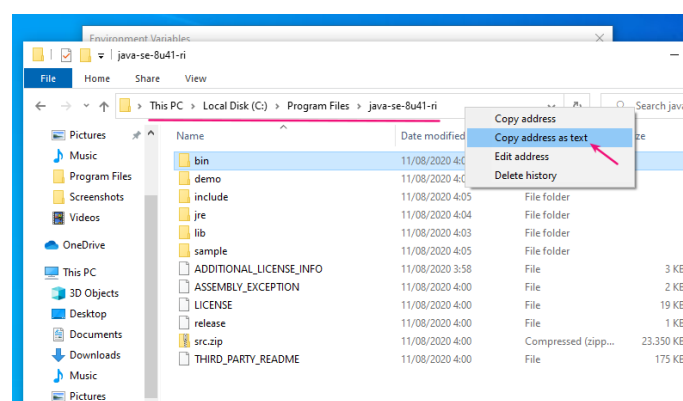 Environment Variables
java-se-8u41-ri
File Home Share View
This PC Local Disk (C:) Program Files java-se-8u41-ri Search java
Copy address
Copy address as text
Edit address
Delete history
Pictures
Music
Program Files
Screenshots
Videos
OneDrive
This PC
3D Objects
Desktop
Documents
Downloads
Music
Pictures
Name Date modified ze
bin 11/08/2020 4:0
demo 11/08/2020 4:0
include 11/08/2020 4:05 File folder
jre 11/08/2020 4:04 File folder
lib 11/08/2020 4:03 File folder
sample 11/08/2020 4:05 File folder
ADDITIONAL_LICENSE_INFO 11/08/2020 3:58 File 3 KB
ASSEMBLY_EXCEPTION 11/08/2020 4:00 File 2 KB
LICENSE 11/08/2020 4:00 File 19 KB
release 11/08/2020 4:00 File 1 KB
src.zip 11/08/2020 4:00 Compressed (zipp... 23.350 KB
THIRD_PARTY_README 11/08/2020 4:00 File 175 KB